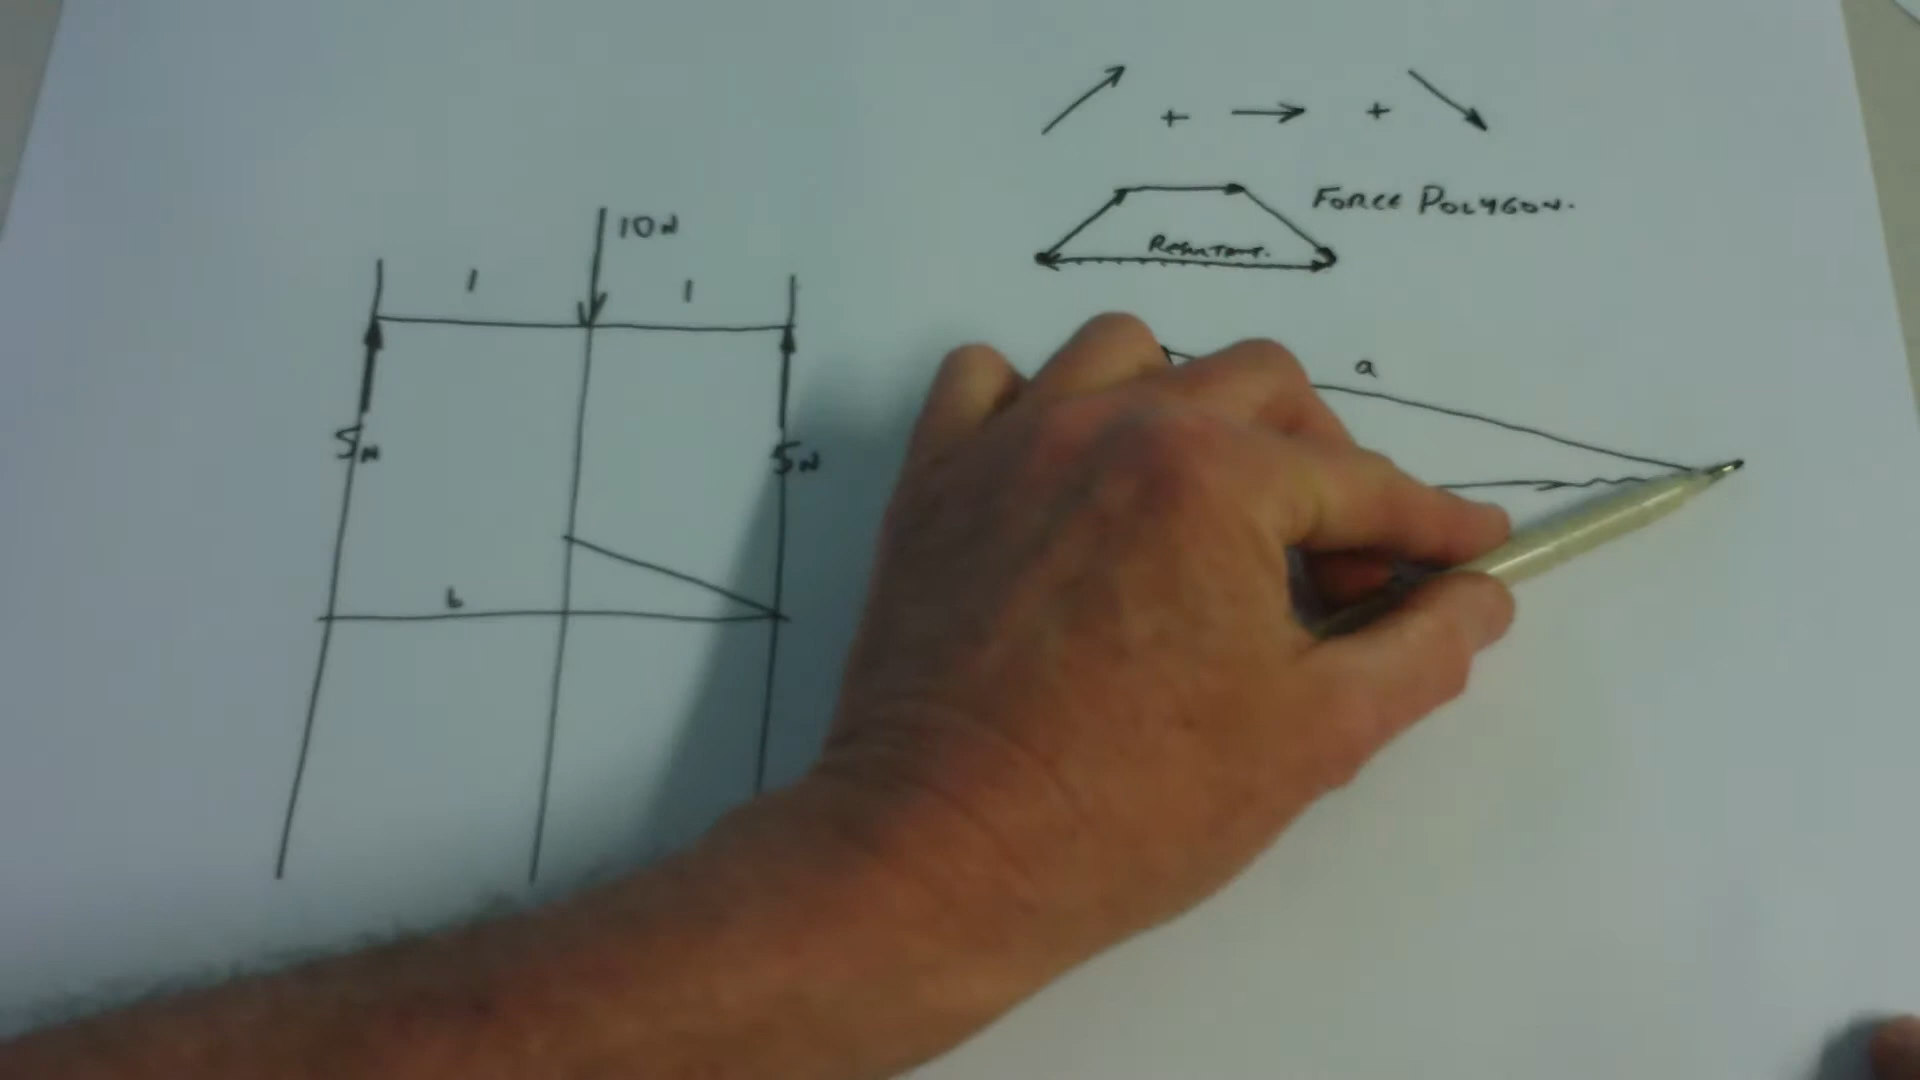 10N
1
1
5N
5N
b
+
+
FORCE POLYGON.
RESULTANT.
a